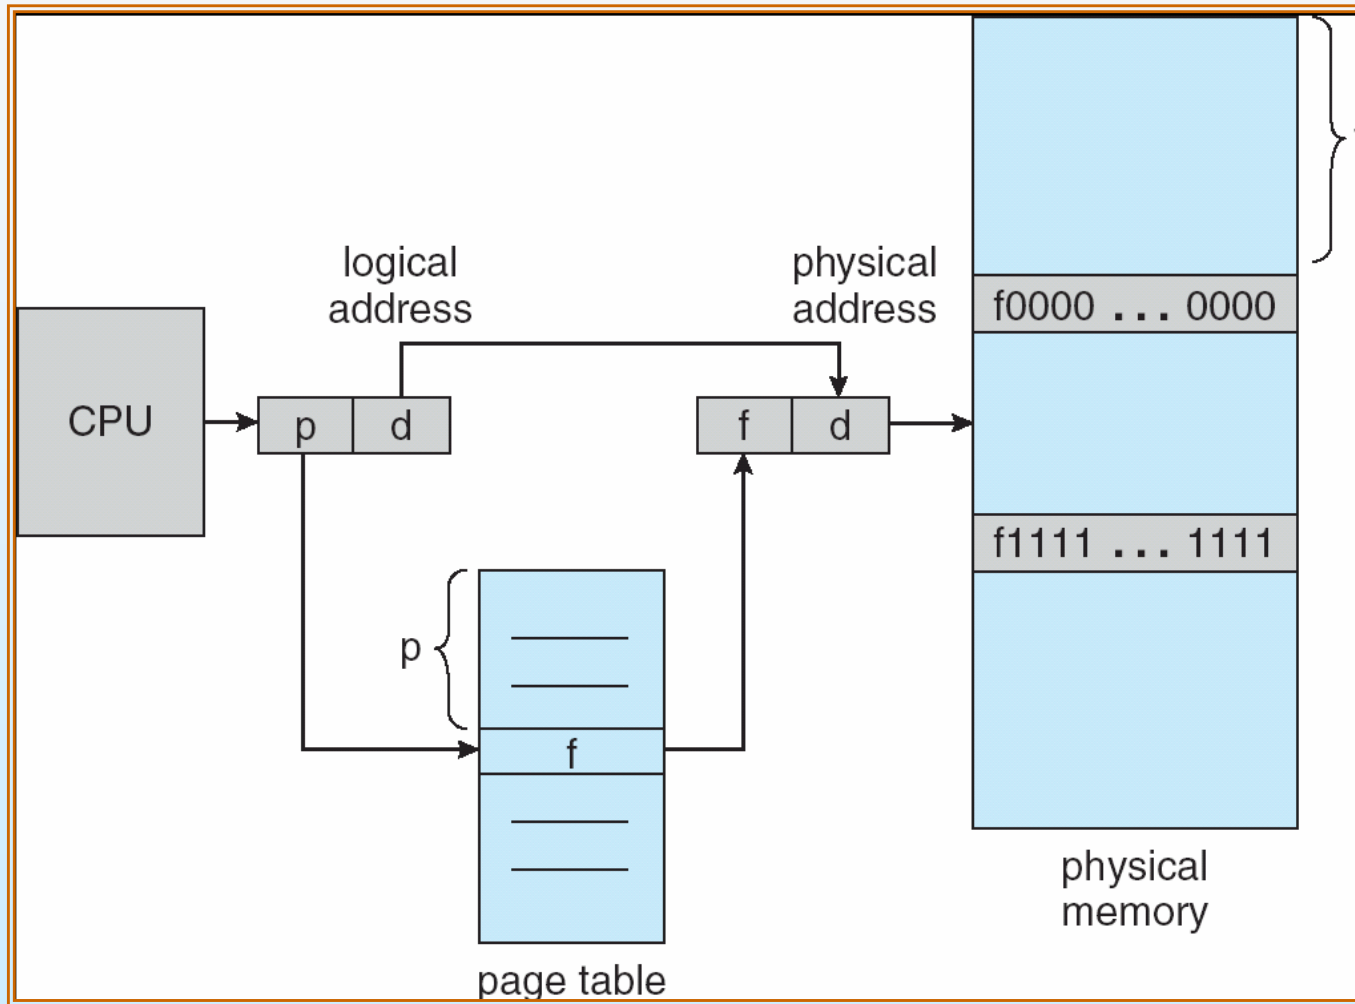 logical
address
physical
address
f0000 ... 0000
CPU
p d
f d
f1111 ... 1111
p
f
physical
memory
page table